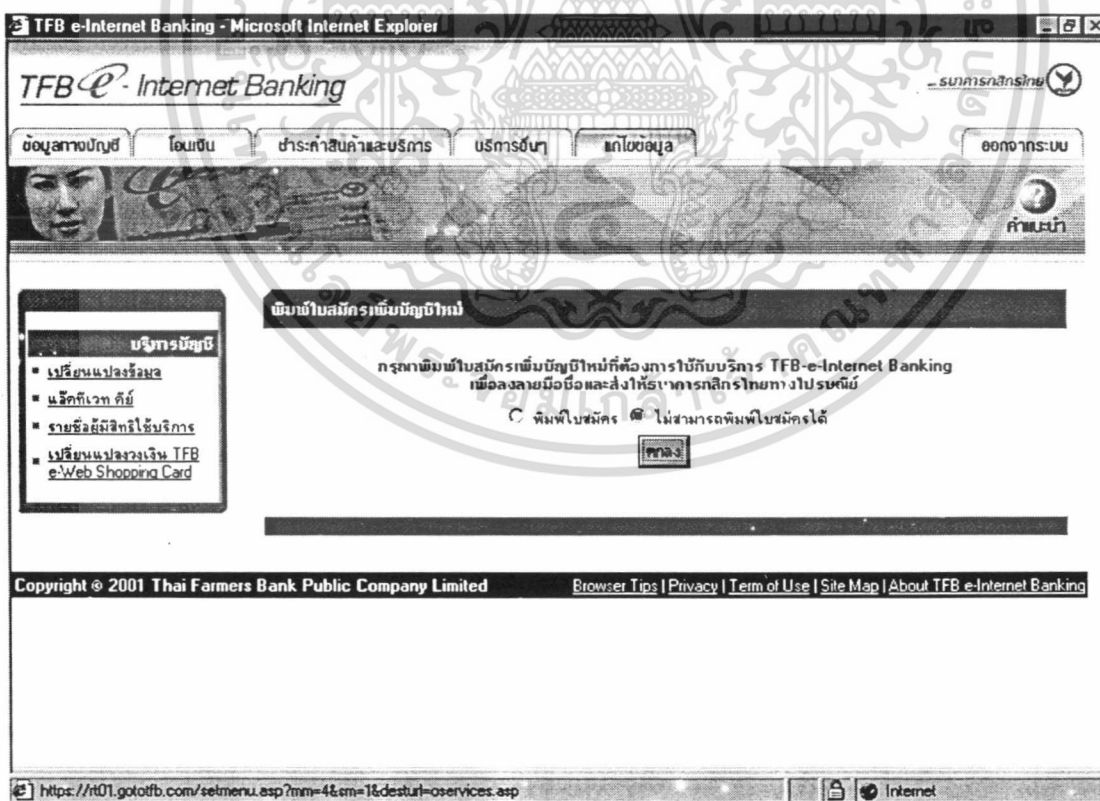 TFB e-Internet Banking - Microsoft Internet Explorer
TFB e - Internet Banking
ธนาคารกสิกรไทย
ข้อมูลทางบัญชี โอนเงิน ชำระค่าสินค้าและบริการ บริการอื่นๆ แก้ไขข้อมูล ออกจากระบบ
คำแนะนำ
พิมพ์ใบสมัครเพิ่มบัญชีใหม่
บริการบัญชี
เปลี่ยนแปลงข้อมูล
แอ็คทีเวท คีย์
รายชื่อผู้มีสิทธิใช้บริการ
เปลี่ยนแปลงวงเงิน TFB
e-Web Shopping Card
กรุณาพิมพ์ใบสมัครเพิ่มบัญชีใหม่ที่ต้องการใช้กับบริการ TFB-e-Internet Banking
เพื่อลงลายมือชื่อและส่งให้ธนาคารกสิกรไทยทางไปรษณีย์
พิมพ์ใบสมัคร ไม่สามารถพิมพ์ใบสมัครได้
ตกลง
Copyright © 2001 Thai Farmers Bank Public Company Limited Browser Tips | Privacy | Term of Use | Site Map | About TFB e-Internet Banking
https://rt01.gototfb.com/setmenu.asp?mm=4&sm=1&desturl=oservices.asp Internet